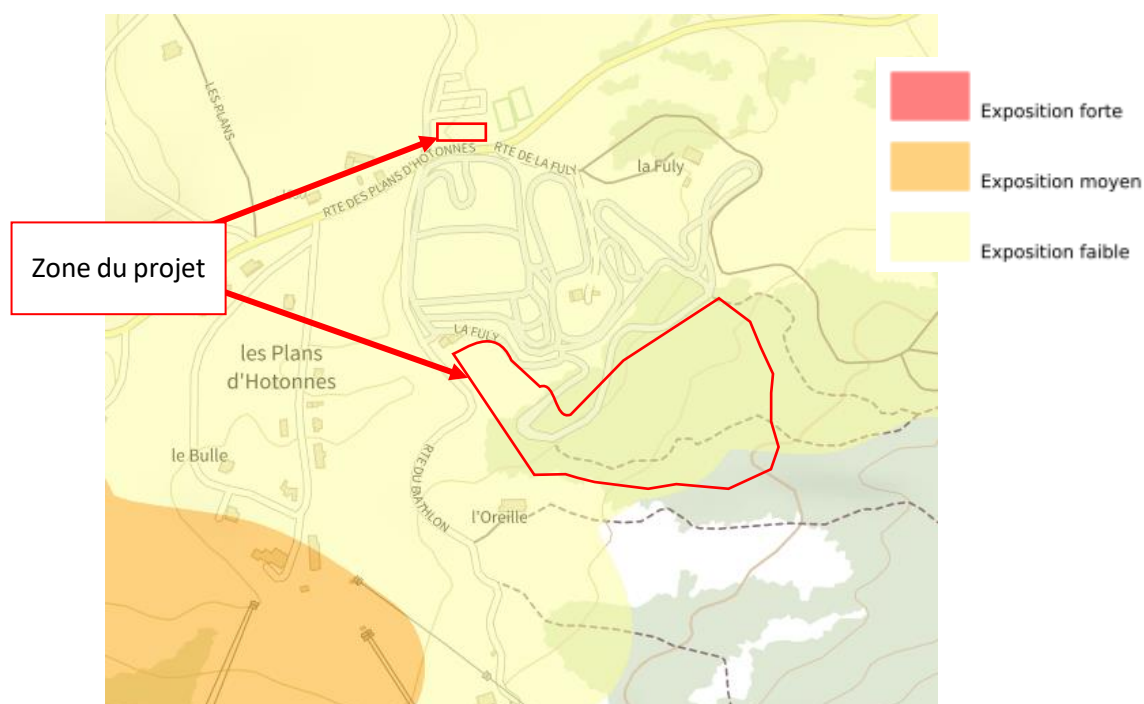 LES-PLANS
RTE DES PLANS D'HOTONNES
RTE DE LA FULY
la Fuly
Exposition forte
Exposition moyen
Exposition faible
Zone du projet
LA FULY
les Plans
d'Hotonnes
le Bulle
RTE DU BIATHLON
l'Oreille